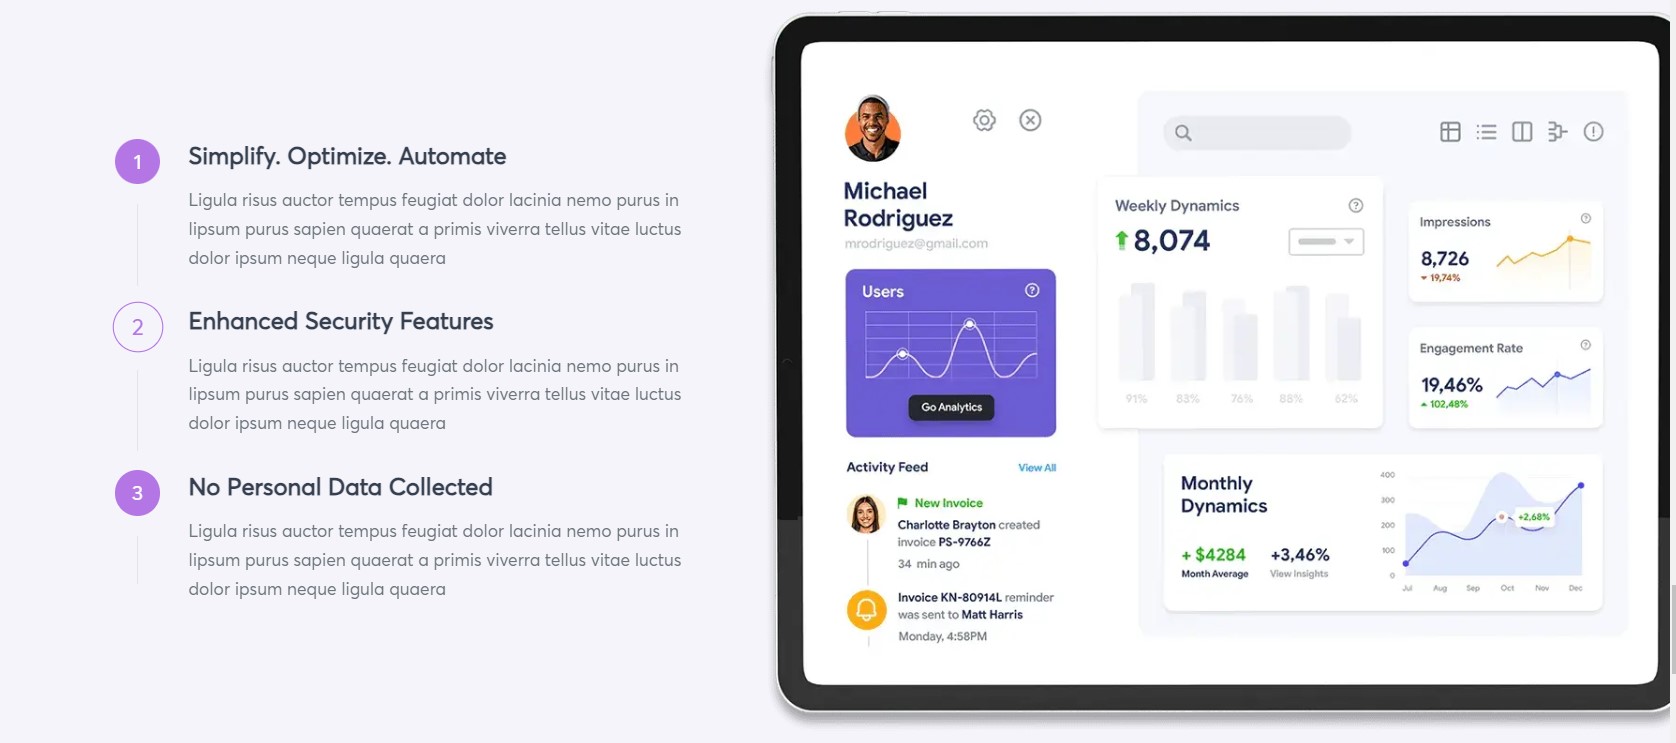 1
Simplify. Optimize. Automate
Ligula risus auctor tempus feugiat dolor lacinia nemo purus in
lipsum purus sapien quaerat a primis viverra tellus vitae luctus
dolor ipsum neque ligula quaera
2
Enhanced Security Features
Ligula risus auctor tempus feugiat dolor lacinia nemo purus in
lipsum purus sapien quaerat a primis viverra tellus vitae luctus
dolor ipsum neque ligula quaera
3
No Personal Data Collected
Ligula risus auctor tempus feugiat dolor lacinia nemo purus in
lipsum purus sapien quaerat a primis viverra tellus vitae luctus
dolor ipsum neque ligula quaera
Michael
Rodriguez
mrodriguez@gmail.com
Users
Go Analytics
Activity Feed View All
New Invoice
Charlotte Brayton created
invoice PS-9766Z
34 min ago
Invoice KN-80914L reminder
was sent to Matt Harris
Monday, 4:58PM
Weekly Dynamics
8,074
91% 83% 76% 88% 62%
Impressions
8,726
19,74%
Engagement Rate
19,46%
102,48%
Monthly
Dynamics
+ $4284 +3,46%
Month Average View Insights
400
300
200
100
0
+2,68%
Jul Aug Sep Oct Nov Dec